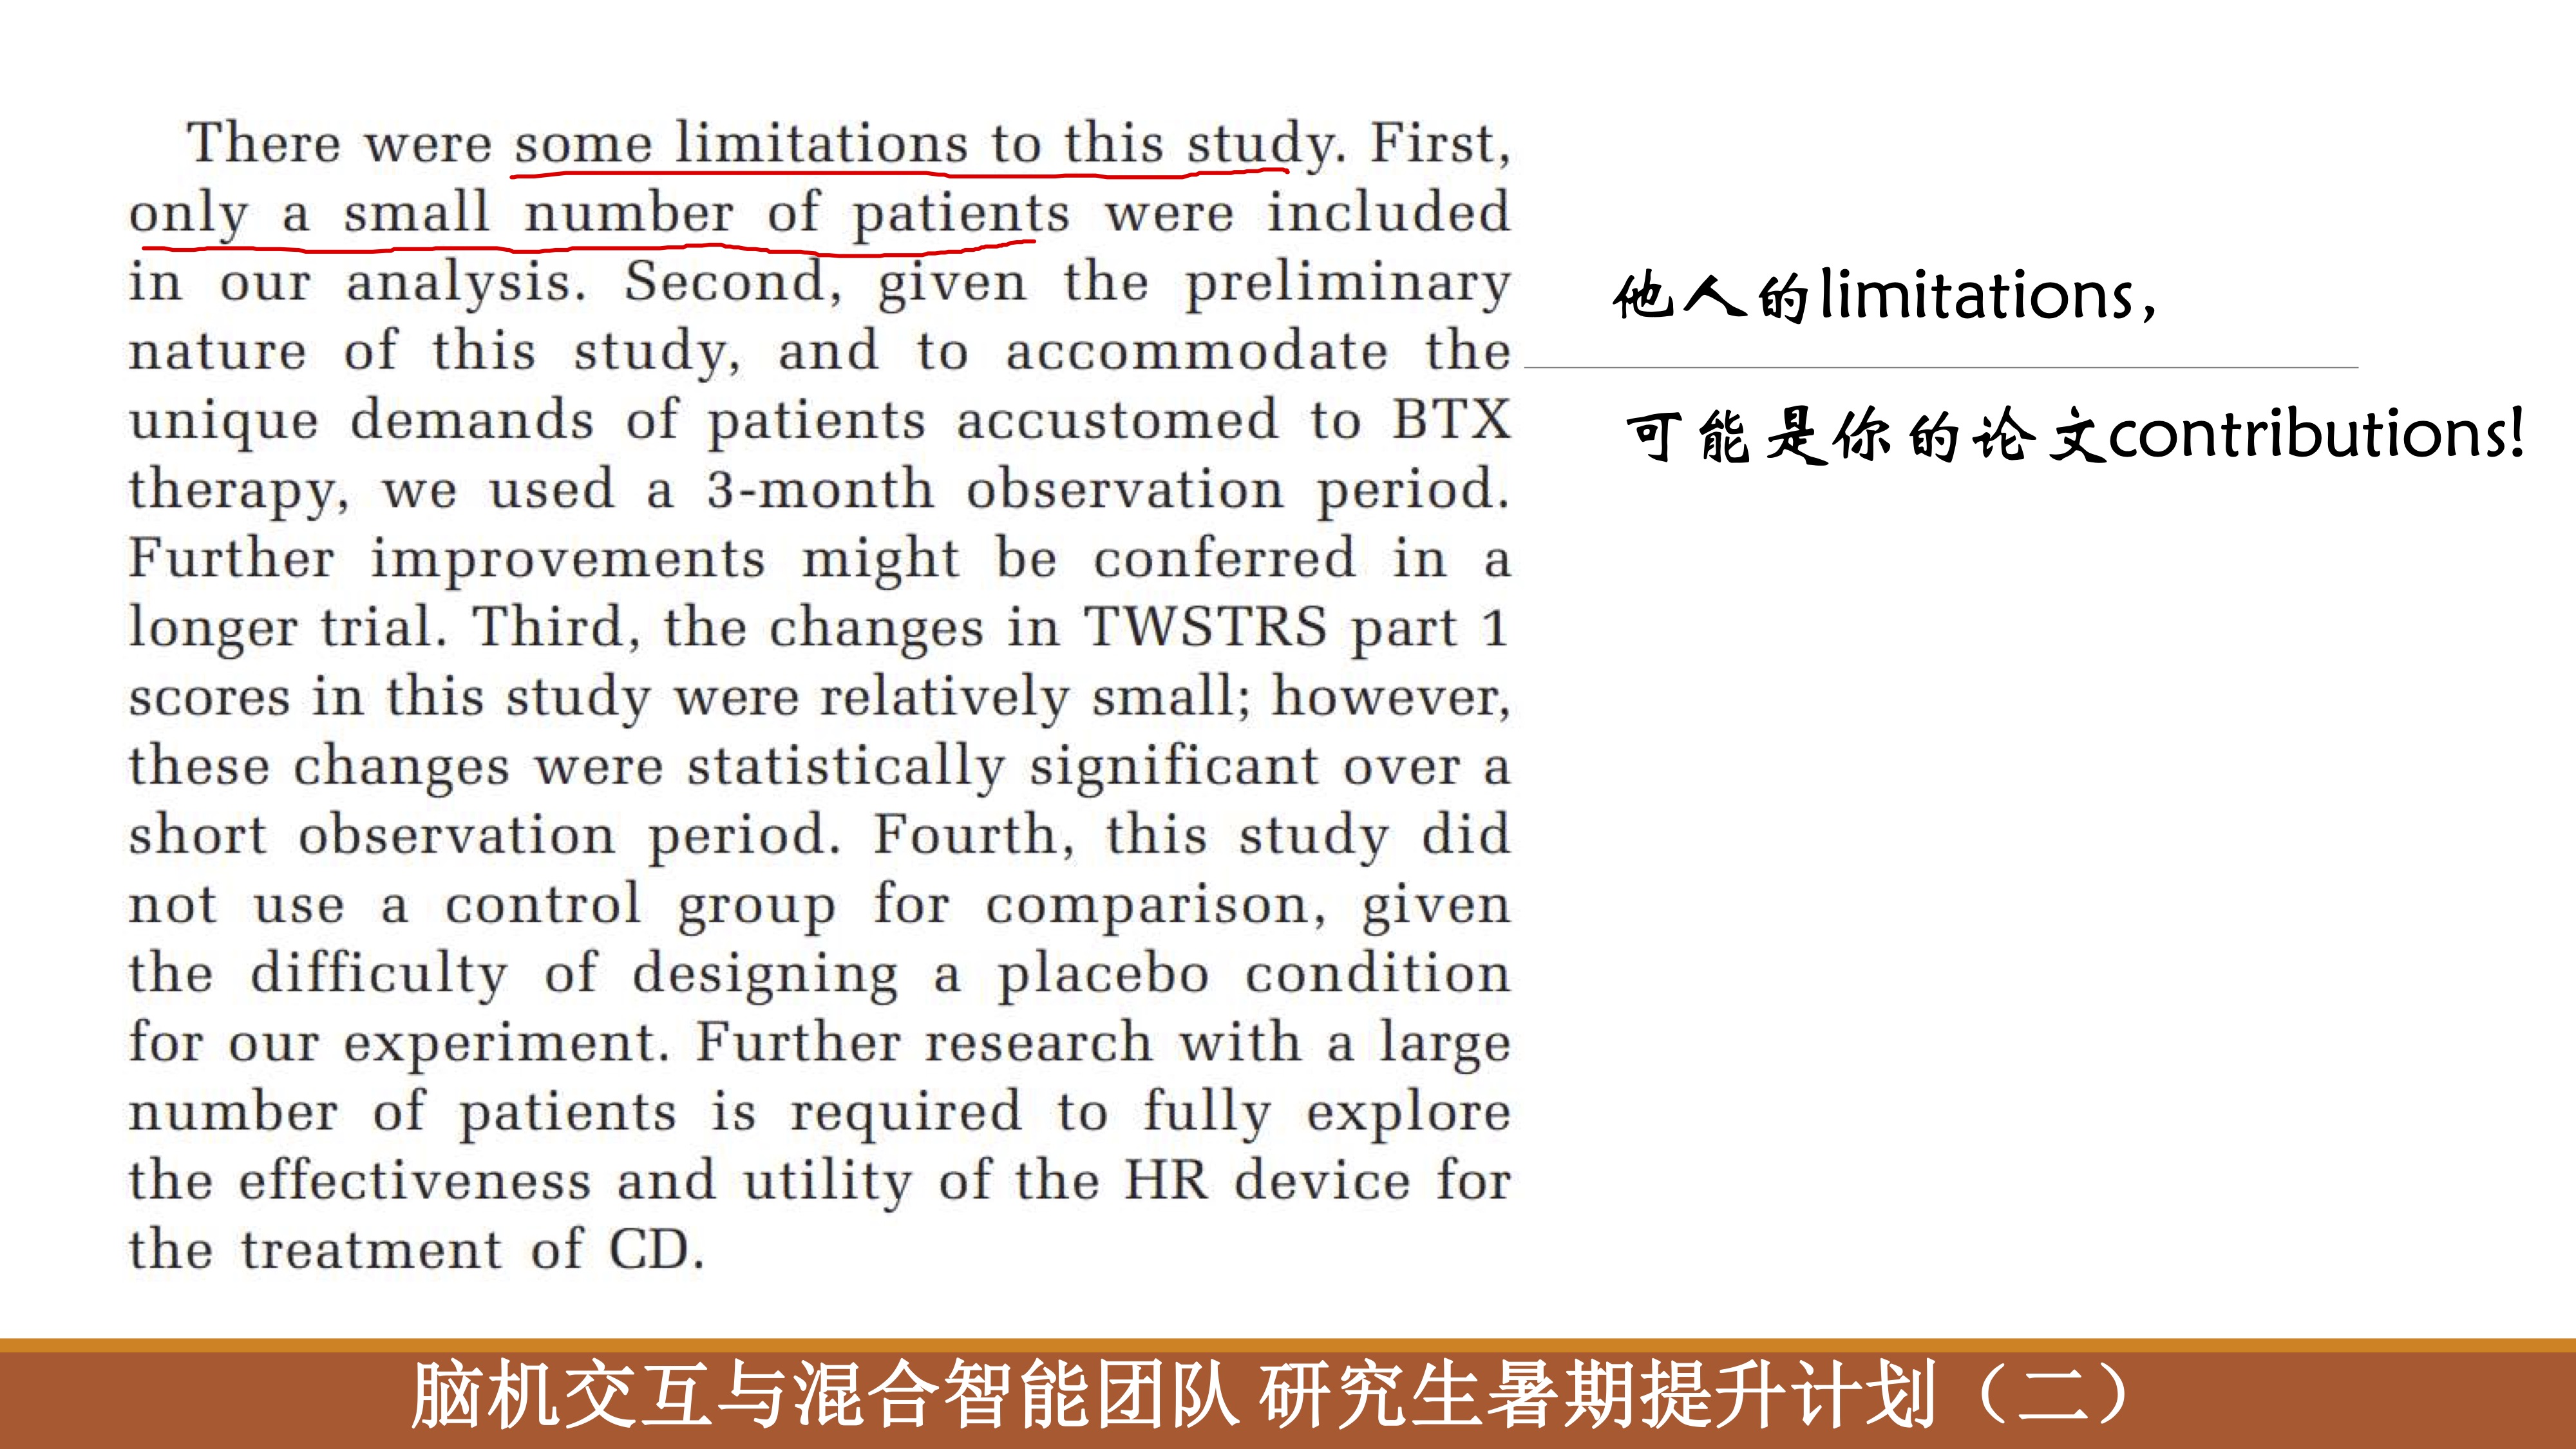 There were some limitations to this study. First,
only a small number of patients were included
in our analysis. Second, given the preliminary
nature of this study, and to accommodate the
unique demands of patients accustomed to BTX
therapy, we used a 3-month observation period.
Further improvements might be conferred in a
longer trial. Third, the changes in TWSTRS part 1
scores in this study were relatively small; however,
these changes were statistically significant over a
short observation period. Fourth, this study did
not use a control group for comparison, given
the difficulty of designing a placebo condition
for our experiment. Further research with a large
number of patients is required to fully explore
the effectiveness and utility of the HR device for
the treatment of CD.
他人的limitations,
可能是你的论文contributions!
脑机交互与混合智能团队 研究生暑期提升计划（二）